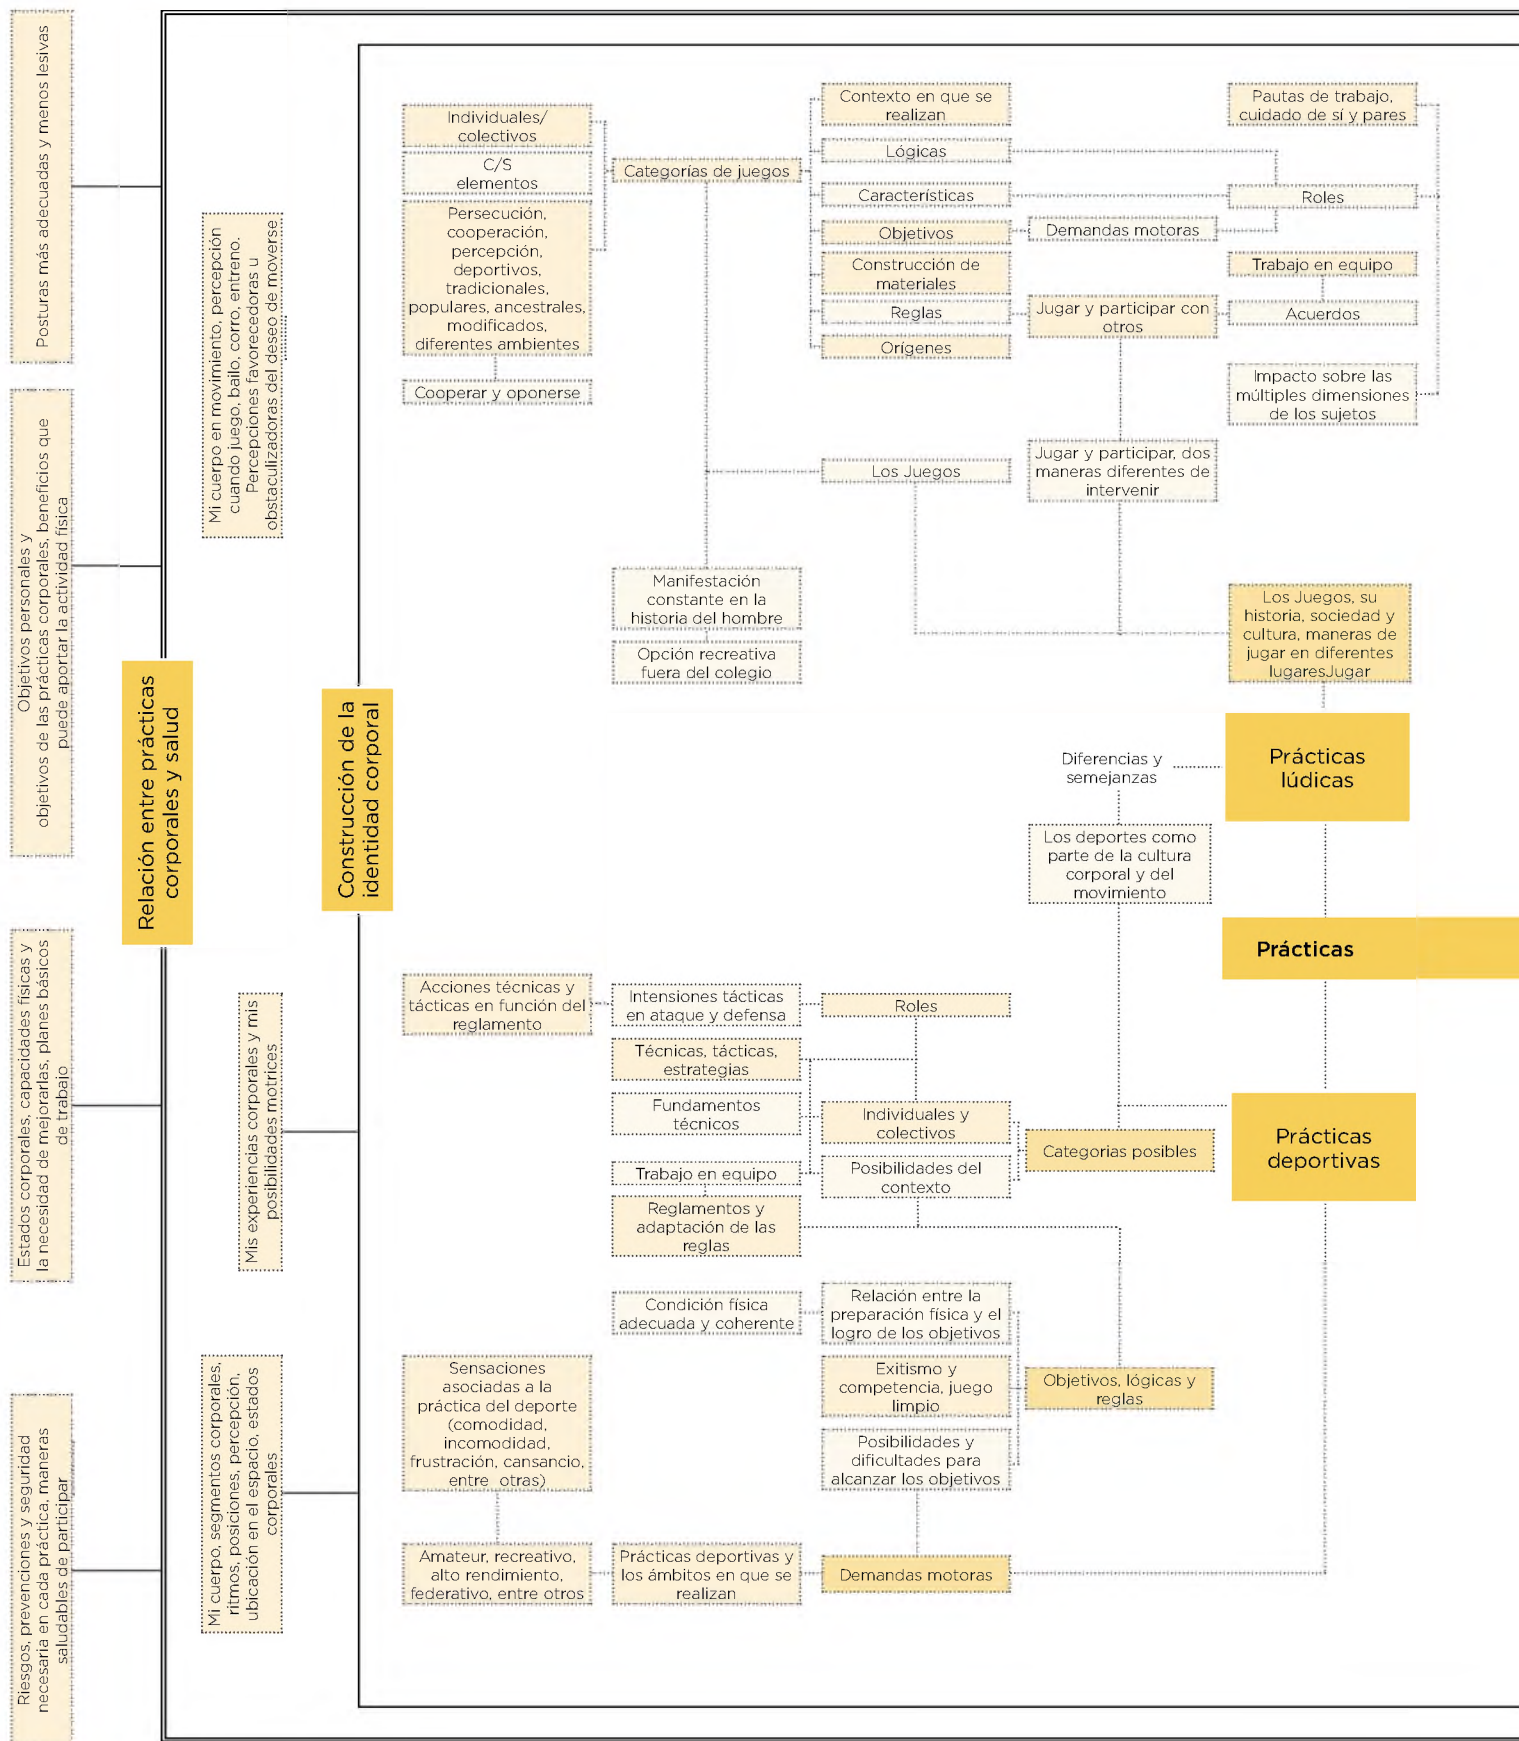 Posturas más adecuadas y menos lesivas
Objetivos personales y
objetivos de las prácticas corporales, beneficios que
puede aportar la actividad física
Estados corporales, capacidades físicas y
la necesidad de mejorarlas, planes básicos
de trabajo
Riesgos, prevenciones y seguridad
necesaria en cada práctica, maneras
saludables de participar
Relación entre prácticas
corporales y salud
Mi cuerpo en movimiento, percepción
cuando juego, bailo, corro, entreno.
Percepciones favorecedoras u
obstaculizadoras del deseo de moverse
Mis experiencias corporales y mis
posibilidades motrices
Mi cuerpo, segmentos corporales,
ritmos, posiciones, percepción,
ubicación en el espacio, estados
corporales
Construcción de la
identidad corporal
Individuales/
colectivos
C/S
elementos
Persecución,
cooperación,
percepción,
deportivos,
tradicionales,
populares, ancestrales,
modificados,
diferentes ambientes
Cooperar y oponerse
Categorías de juegos
Contexto en que se
realizan
Lógicas
Características
Objetivos
Construcción de
materiales
Reglas
Orígenes
Demandas motoras
Jugar y participar con
otros
Pautas de trabajo,
cuidado de sí y pares
Roles
Trabajo en equipo
Acuerdos
Impacto sobre las
múltiples dimensiones
de los sujetos
Los Juegos
Jugar y participar, dos
maneras diferentes de
intervenir
Manifestación
constante en la
historia del hombre
Opción recreativa
fuera del colegio
Los Juegos, su
historia, sociedad y
cultura, maneras de
jugar en diferentes
lugaresJugar
Prácticas
lúdicas
Diferencias y
semejanzas
Los deportes como
parte de la cultura
corporal y del
movimiento
Prácticas
Acciones técnicas y
tácticas en función del
reglamento
Intensiones tácticas
en ataque y defensa
Roles
Técnicas, tácticas,
estrategias
Fundamentos
técnicos
Individuales y
colectivos
Trabajo en equipo
Posibilidades del
contexto
Categorias posibles
Prácticas
deportivas
Reglamentos y
adaptación de las
reglas
Condición física
adecuada y coherente
Relación entre la
preparación física y el
logro de los objetivos
Exitismo y
competencia, juego
limpio
Objetivos, lógicas y
reglas
Posibilidades y
dificultades para
alcanzar los objetivos
Sensaciones
asociadas a la
práctica del deporte
(comodidad,
incomodidad,
frustración, cansancio,
entre otras)
Amateur, recreativo,
alto rendimiento,
federativo, entre otros
Prácticas deportivas y
los ámbitos en que se
realizan
Demandas motoras